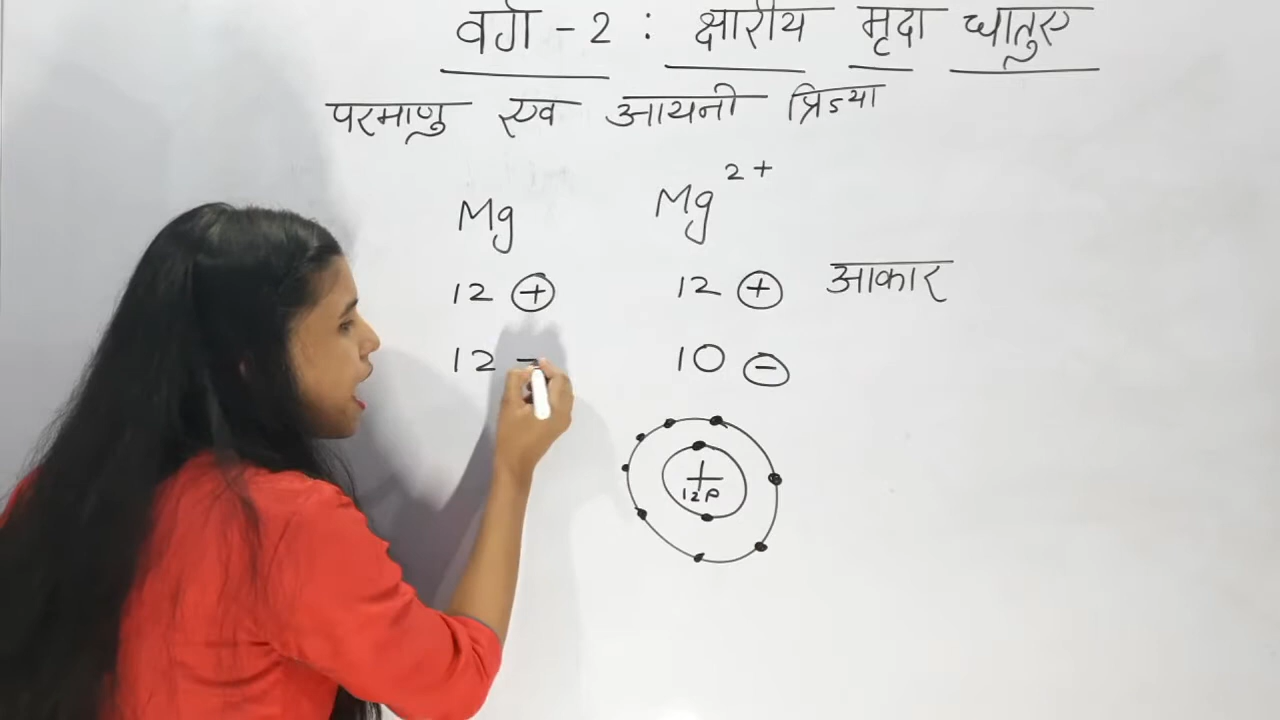 वर्ग - 2 : क्षारीय मृदा धातुए
परमाणु एव आयनी त्रिज्या
Mg Mg²⁺
12 ⊕ 12 ⊕ आकार
12 - 10 ⊖
+
12P